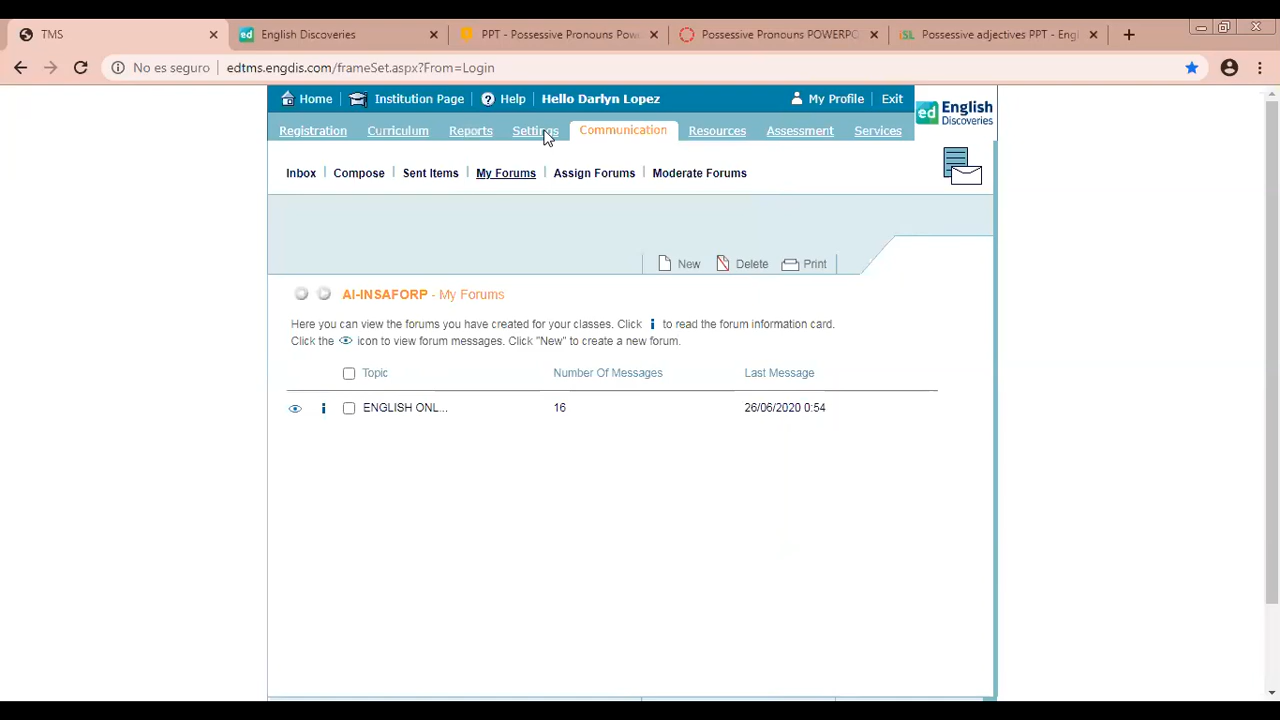 TMS
English Discoveries
PPT - Possessive Pronouns Pow
Possessive Pronouns POWERPO
iSL Possessive adjectives PPT - Eng
No es seguro edtms.engdis.com/frameSet.aspx?From=Login
Home Institution Page Help Hello Darlyn Lopez My Profile Exit
ed English Discoveries
Registration Curriculum Reports Settings Communication Resources Assessment Services
Inbox Compose Sent Items My Forums Assign Forums Moderate Forums
New Delete Print
AI-INSAFORP - My Forums
Here you can view the forums you have created for your classes. Click i to read the forum information card.
Click the icon to view forum messages. Click "New" to create a new forum.
Topic Number Of Messages Last Message
i ENGLISH ONL... 16 26/06/2020 0:54